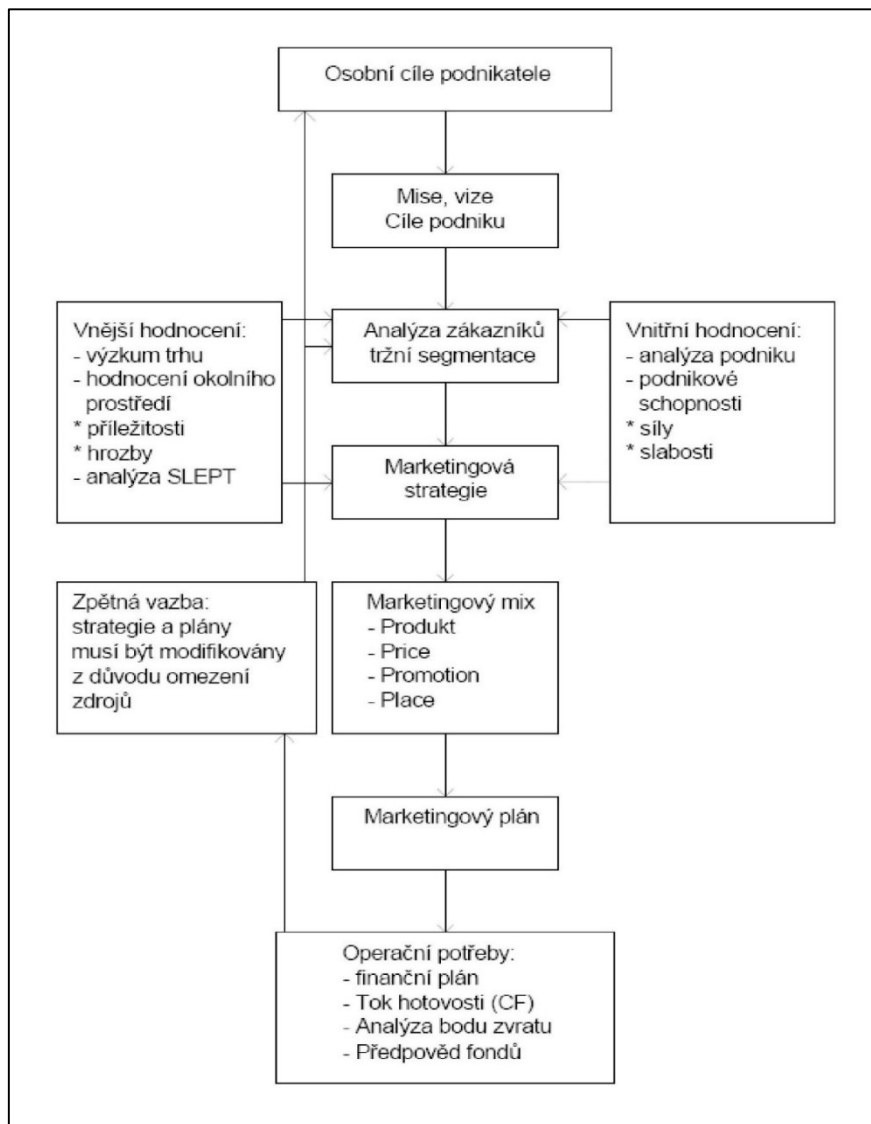 Osobní cíle podnikatele
Mise, vize
Cíle podniku
Vnější hodnocení:
- výzkum trhu
- hodnocení okolního
prostředí
* příležitosti
* hrozby
- analýza SLEPT
Analýza zákazníků
tržní segmentace
Vnitřní hodnocení:
- analýza podniku
- podnikové
schopnosti
* síly
* slabosti
Marketingová
strategie
Zpětná vazba:
strategie a plány
musí být modifikovány
z důvodu omezení
zdrojů
Marketingový mix
- Produkt
- Price
- Promotion
- Place
Marketingový plán
Operační potřeby:
- finanční plán
- Tok hotovosti (CF)
- Analýza bodu zvratu
- Předpověd fondů